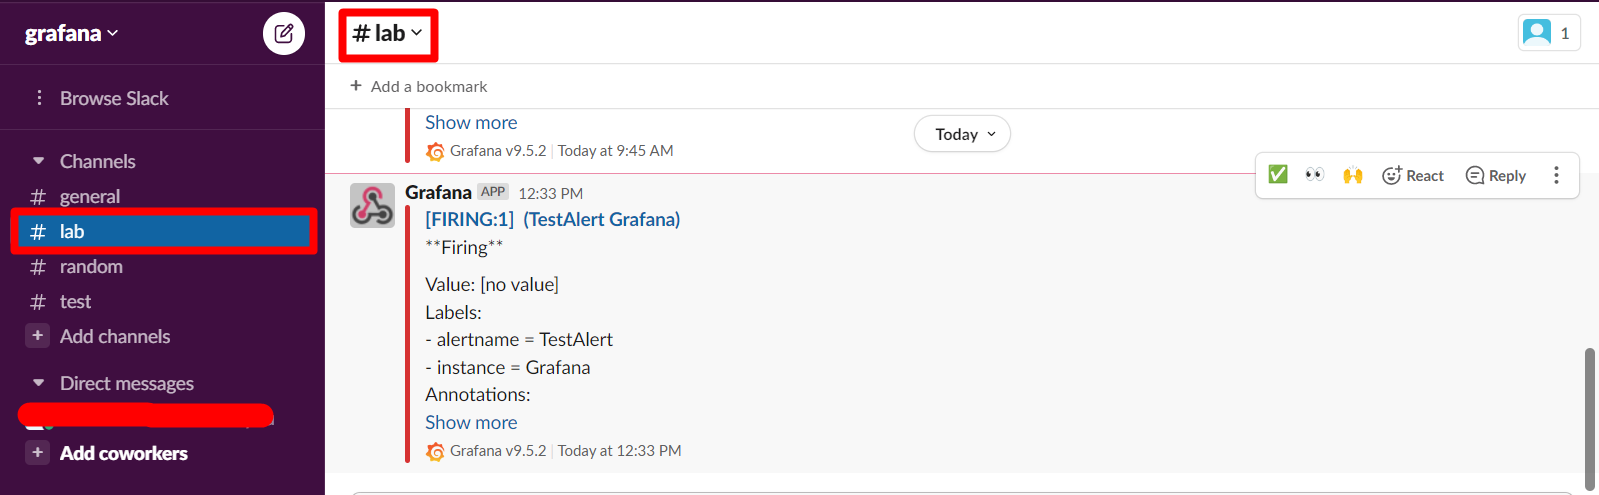 grafana
Browse Slack
Channels
# general
# lab
# random
# test
+ Add channels
Direct messages
+ Add coworkers
# lab
1
+ Add a bookmark
Show more
Today
Grafana v9.5.2 | Today at 9:45 AM
React
Reply
Grafana APP 12:33 PM
[FIRING:1] (TestAlert Grafana)
**Firing**
Value: [no value]
Labels:
- alertname = TestAlert
- instance = Grafana
Annotations:
Show more
Grafana v9.5.2 | Today at 12:33 PM